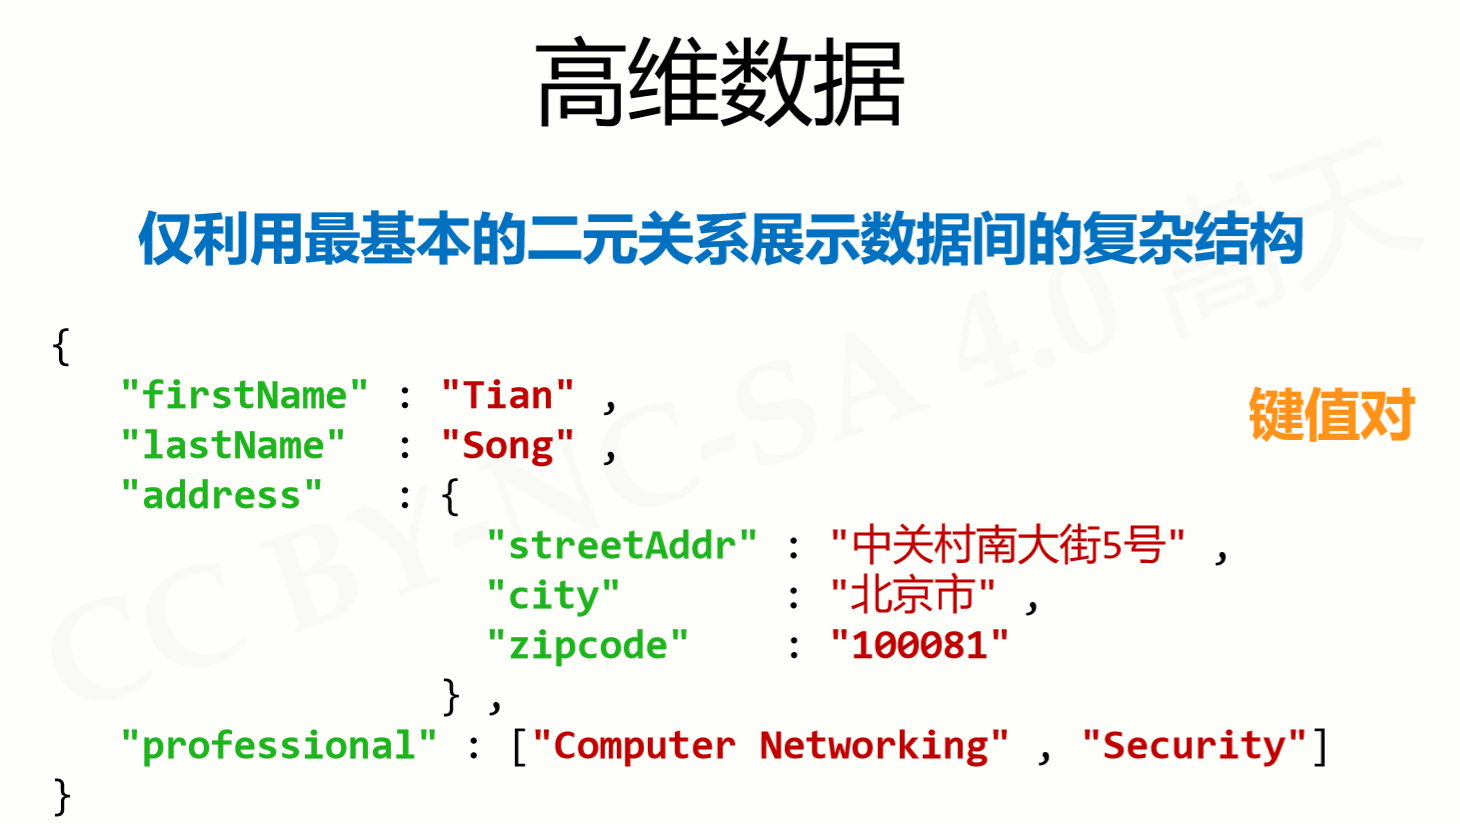 高维数据
仅利用最基本的二元关系展示数据间的复杂结构
{
"firstName" : "Tian" ,
"lastName" : "Song" ,
键值对
"address" : {
"streetAddr" : "中关村南大街5号" ,
"city" : "北京市" ,
"zipcode" : "100081"
} ,
"professional" : ["Computer Networking" , "Security"]
}
CC BY-NC-SA 4.0 嵩天